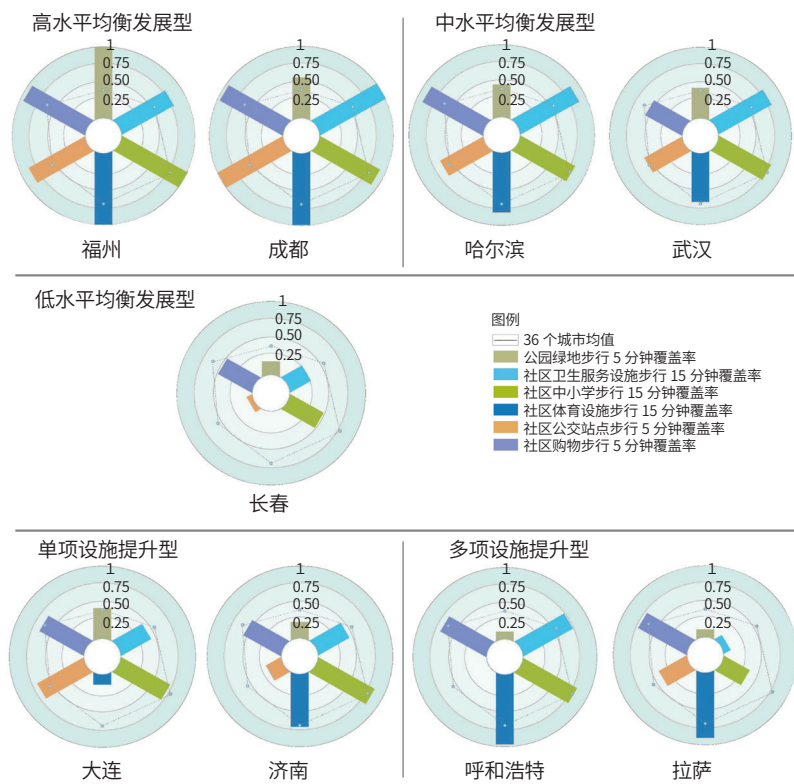 高水平均衡发展型
中水平均衡发展型
1
0.75
0.50
0.25
1
0.75
0.50
0.25
1
0.75
0.50
0.25
1
0.75
0.50
0.25
福州
成都
哈尔滨
武汉
低水平均衡发展型
1
0.75
0.50
0.25
长春
图例
36 个城市均值
公园绿地步行 5 分钟覆盖率
社区卫生服务设施步行 15 分钟覆盖率
社区中小学步行 15 分钟覆盖率
社区体育设施步行 15 分钟覆盖率
社区公交站点步行 5 分钟覆盖率
社区购物步行 5 分钟覆盖率
单项设施提升型
多项设施提升型
1
0.75
0.50
0.25
1
0.75
0.50
0.25
1
0.75
0.50
0.25
1
0.75
0.50
0.25
大连
济南
呼和浩特
拉萨